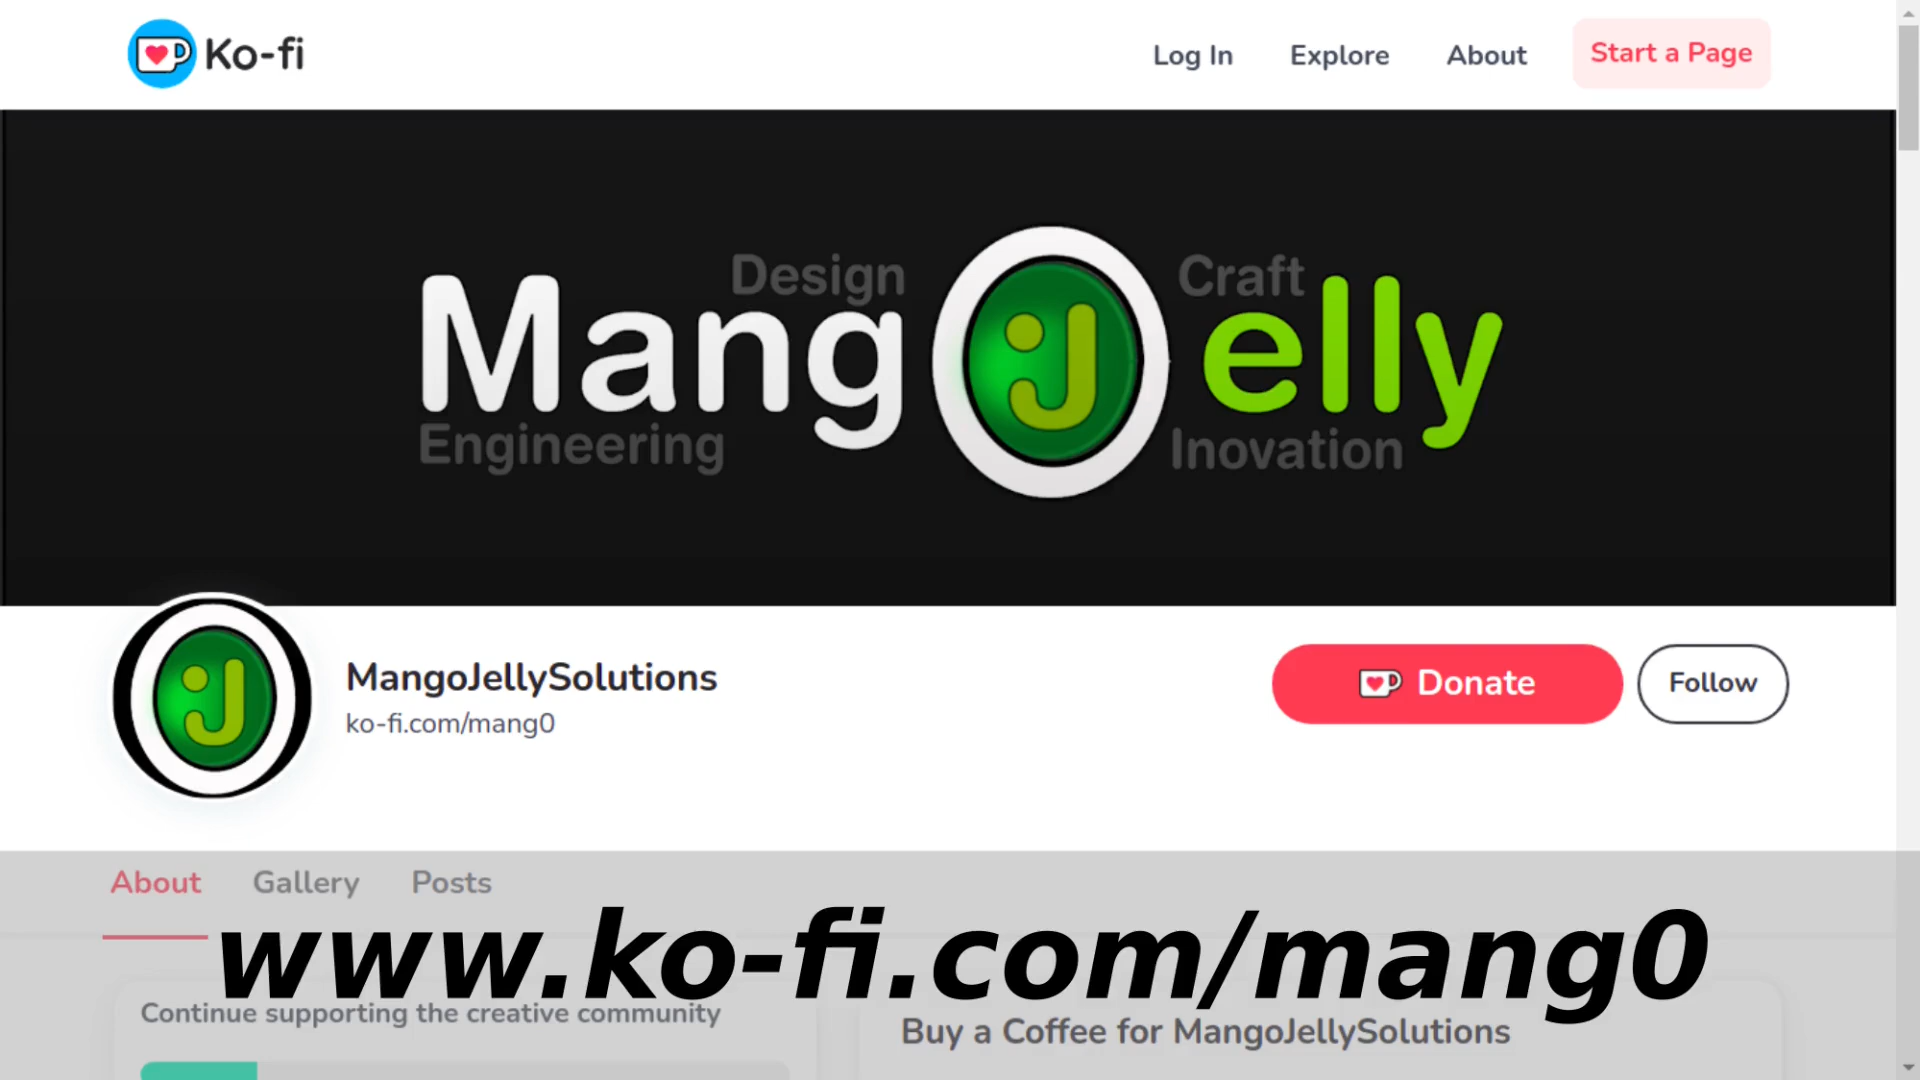 Ko-fi
Log In
Explore
About
Start a Page
Design
Craft
Mang
J
elly
Engineering
Inovation
J
MangoJellySolutions
ko-fi.com/mang0
Donate
Follow
About
Gallery
Posts
www.ko-fi.com/mang0
Continue supporting the creative community
Buy a Coffee for MangoJellySolutions